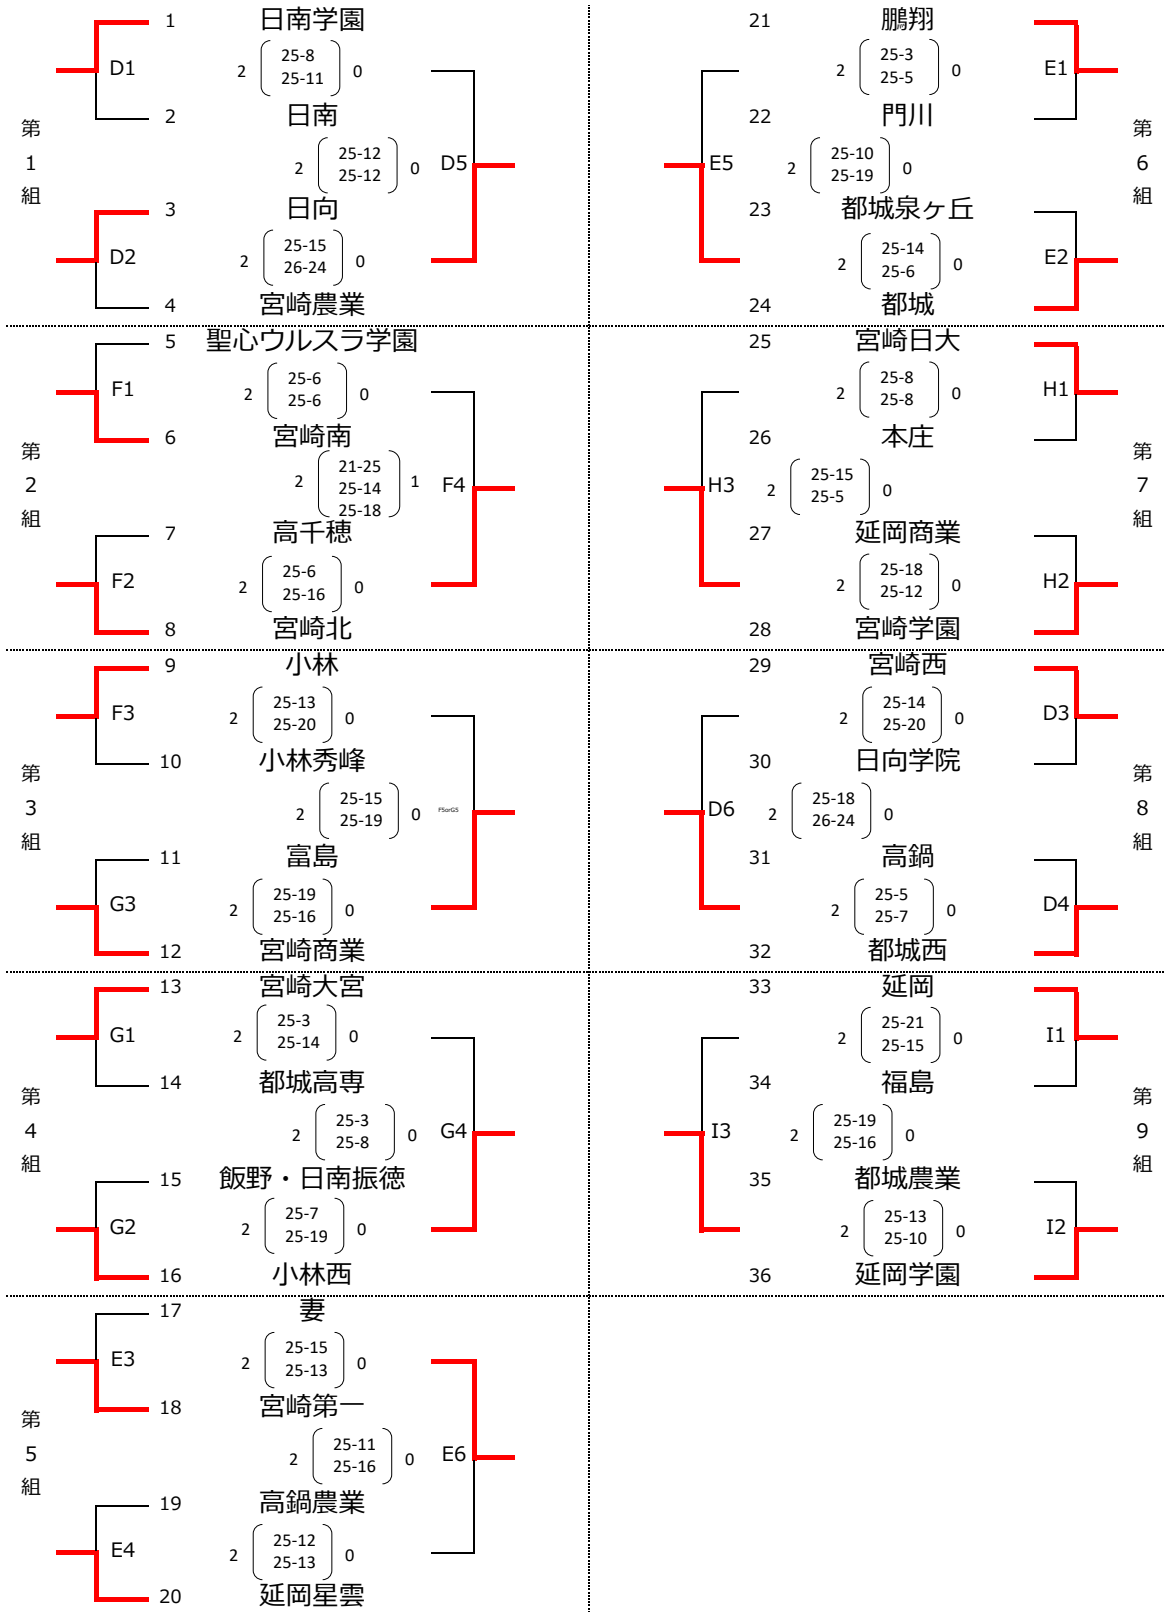 1 日南学園
D1 2 25-8 0
25-11
2 日南
第1組
2 25-12 0 D5
25-12
3 日向
D2 2 25-15 0
26-24
4 宮崎農業
5 聖心ウルスラ学園
F1 2 25-6 0
25-6
6 宮崎南
第2組
2 21-25 1 F4
25-14
25-18
7 高千穂
F2 2 25-6 0
25-16
8 宮崎北
9 小林
F3 2 25-13 0
25-20
10 小林秀峰
第3組
2 25-15 0 F5orG5
25-19
11 富島
G3 2 25-19 0
25-16
12 宮崎商業
13 宮崎大宮
G1 2 25-3 0
25-14
14 都城高専
第4組
2 25-3 0 G4
25-8
15 飯野・日南振徳
G2 2 25-7 0
25-19
16 小林西
17 妻
E3 2 25-15 0
25-13
18 宮崎第一
第5組
2 25-11 0 E6
25-16
19 高鍋農業
E4 2 25-12 0
25-13
20 延岡星雲
21 鵬翔
2 25-3 0 E1
25-5
22 門川
第6組
E5 2 25-10 0
25-19
23 都城泉ヶ丘
2 25-14 0 E2
25-6
24 都城
25 宮崎日大
2 25-8 0 H1
25-8
26 本庄
第7組
H3 2 25-15 0
25-5
27 延岡商業
2 25-18 0 H2
25-12
28 宮崎学園
29 宮崎西
2 25-14 0 D3
25-20
30 日向学院
第8組
D6 2 25-18 0
26-24
31 高鍋
2 25-5 0 D4
25-7
32 都城西
33 延岡
2 25-21 0 I1
25-15
34 福島
第9組
I3 2 25-19 0
25-16
35 都城農業
2 25-13 0 I2
25-10
36 延岡学園